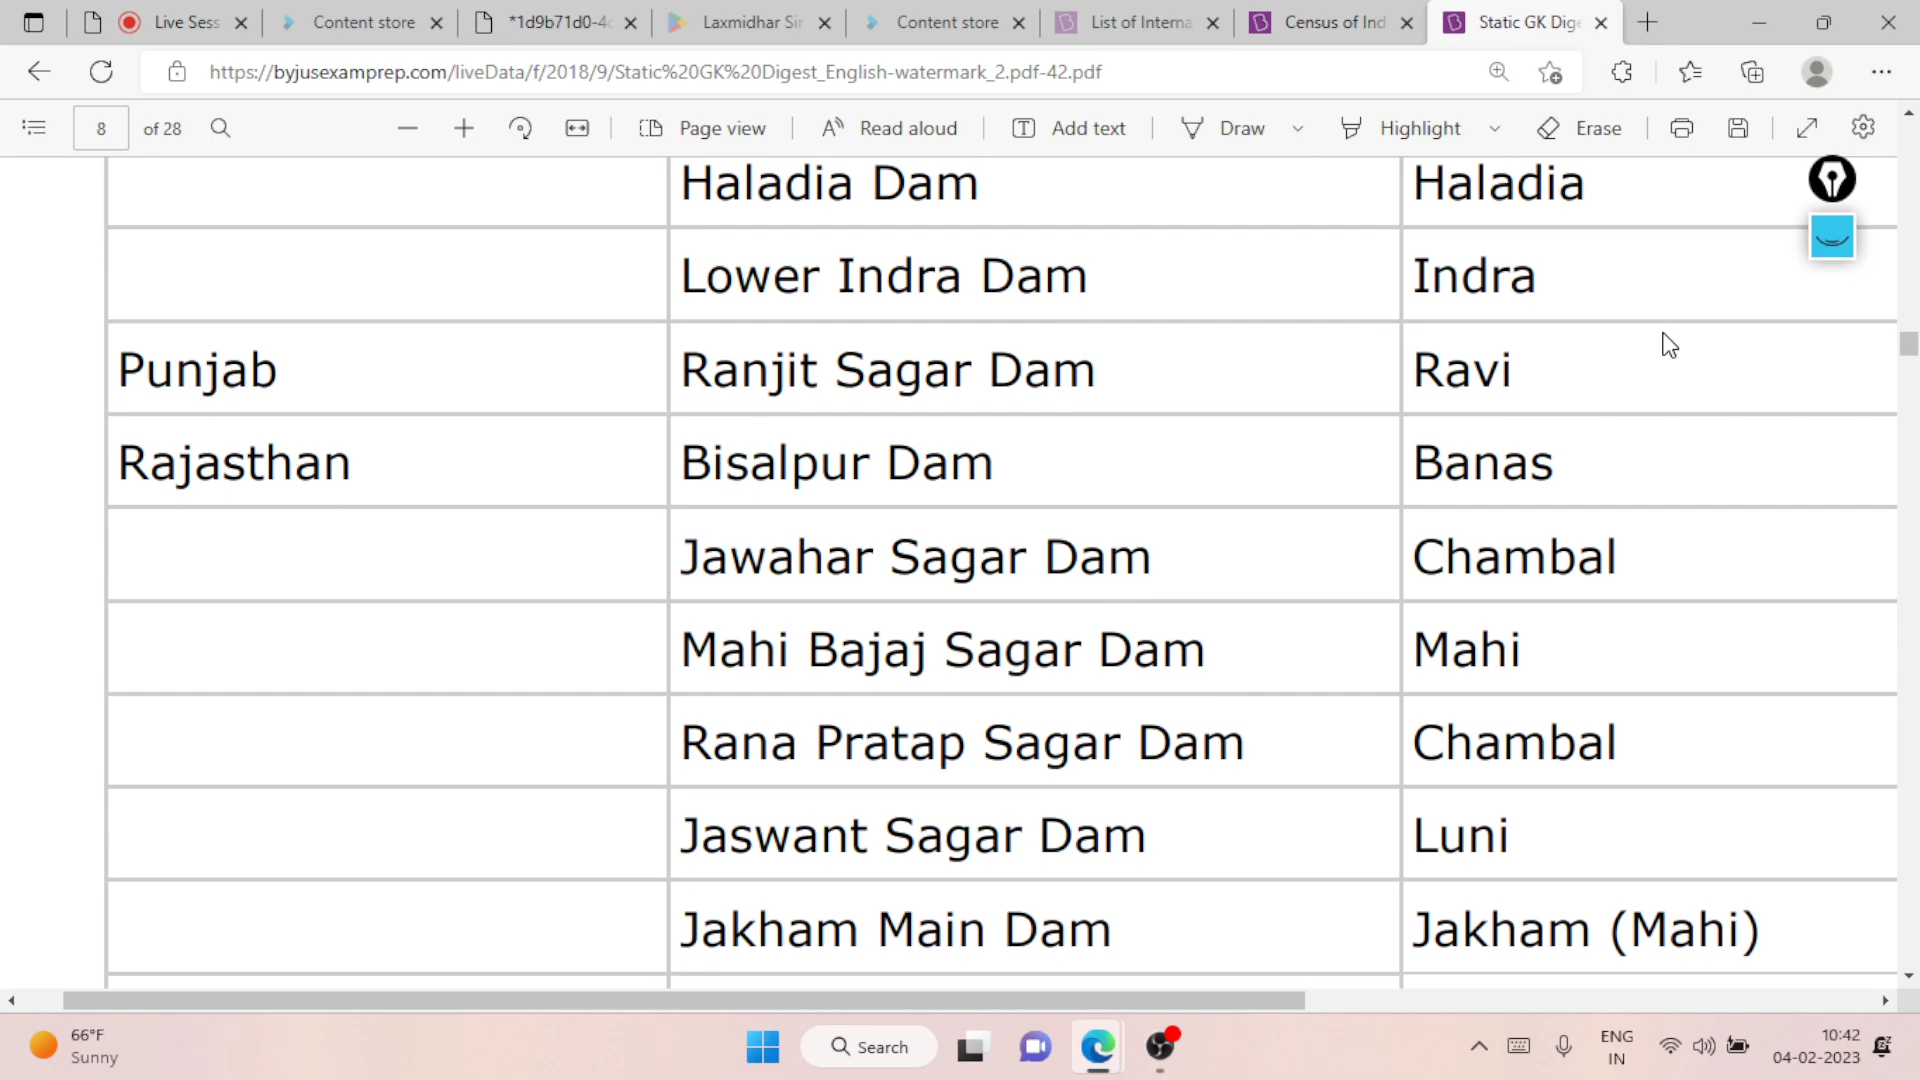 Live Sess
Content store
*1d9b71d0-4c
Laxmidhar Sir
Content store
List of Interna
Census of Ind
Static GK Dige
https://byjusexamprep.com/liveData/f/2018/9/Static%20GK%20Digest_English-watermark_2.pdf-42.pdf
8 of 28
Page view
Read aloud
Add text
Draw
Highlight
Erase
Haladia Dam Haladia
Lower Indra Dam Indra
Punjab Ranjit Sagar Dam Ravi
Rajasthan Bisalpur Dam Banas
Jawahar Sagar Dam Chambal
Mahi Bajaj Sagar Dam Mahi
Rana Pratap Sagar Dam Chambal
Jaswant Sagar Dam Luni
Jakham Main Dam Jakham (Mahi)
66°F
Sunny
Search
ENG
IN
10:42
04-02-2023